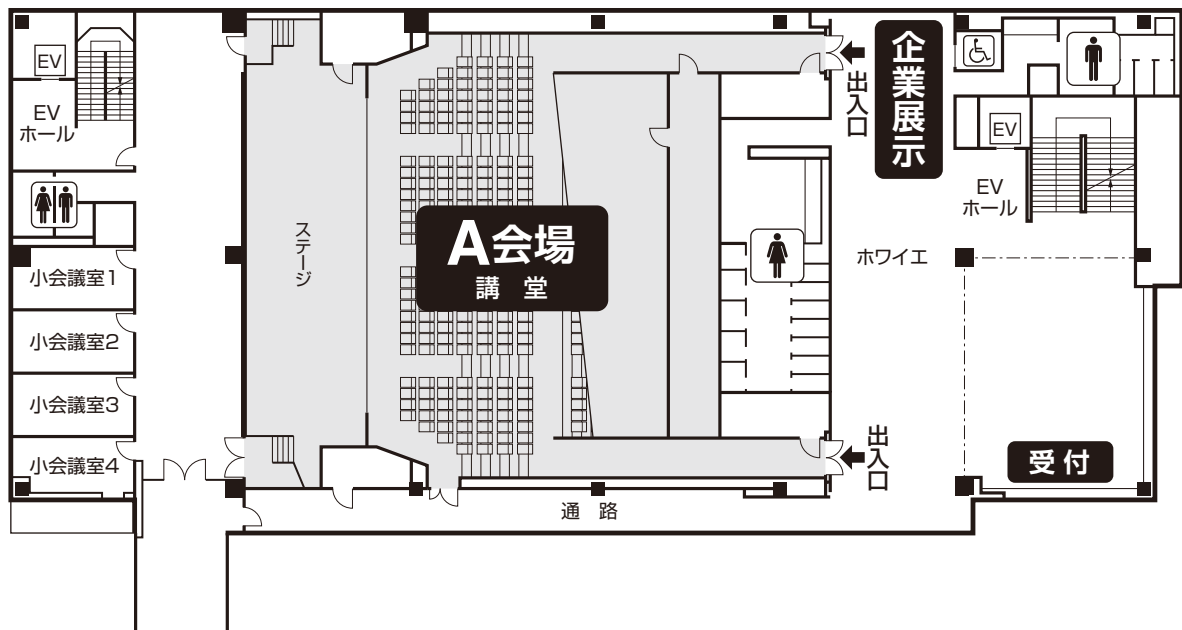 EV
EV
ホール
小会議室1
小会議室2
小会議室3
小会議室4
ステージ
A会場
講 堂
通 路
出入口
企業展示
出入口
ホワイエ
EV
EV
ホール
受 付